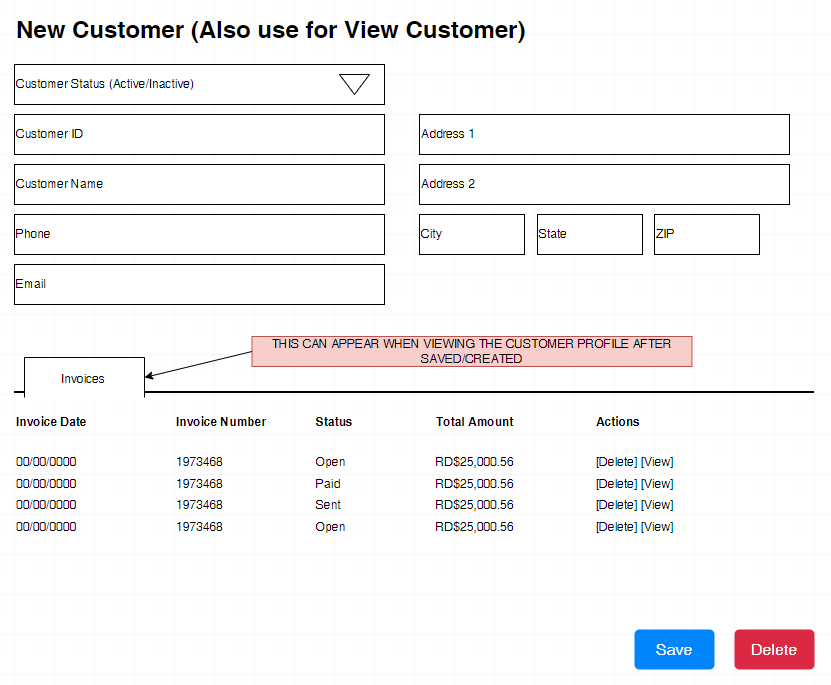 New Customer (Also use for View Customer)
Customer Status (Active/Inactive)
Customer ID
Address 1
Customer Name
Address 2
Phone
City
State
ZIP
Email
THIS CAN APPEAR WHEN VIEWING THE CUSTOMER PROFILE AFTER
SAVED/CREATED
Invoices
Invoice Date Invoice Number Status Total Amount Actions
00/00/0000 1973468 Open RD$25,000.56 [Delete] [View]
00/00/0000 1973468 Paid RD$25,000.56 [Delete] [View]
00/00/0000 1973468 Sent RD$25,000.56 [Delete] [View]
00/00/0000 1973468 Open RD$25,000.56 [Delete] [View]
Save
Delete